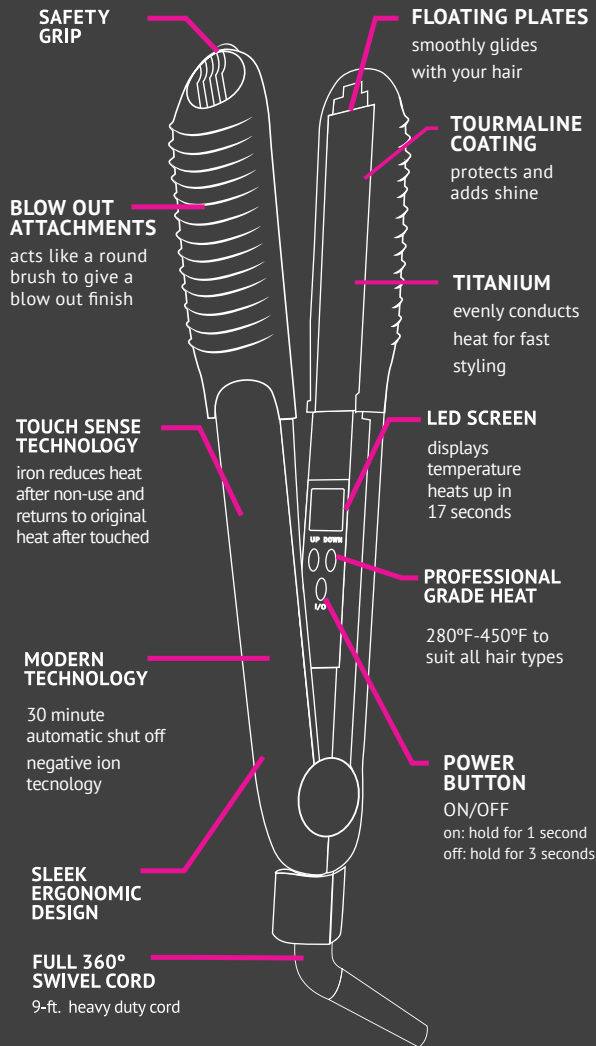 SAFETY
GRIP
FLOATING PLATES
smoothly glides
with your hair
TOURMALINE
COATING
protects and
adds shine
BLOW OUT
ATTACHMENTS
acts like a round
brush to give a
blow out finish
TITANIUM
evenly conducts
heat for fast
styling
TOUCH SENSE
TECHNOLOGY
iron reduces heat
after non-use and
returns to original
heat after touched
LED SCREEN
displays
temperature
heats up in
17 seconds
UP DOWN
I/O
PROFESSIONAL
GRADE HEAT
280ºF-450ºF to
suit all hair types
MODERN
TECHNOLOGY
30 minute
automatic shut off
negative ion
tecnology
POWER
BUTTON
ON/OFF
on: hold for 1 second
off: hold for 3 seconds
SLEEK
ERGONOMIC
DESIGN
FULL 360º
SWIVEL CORD
9-ft. heavy duty cord